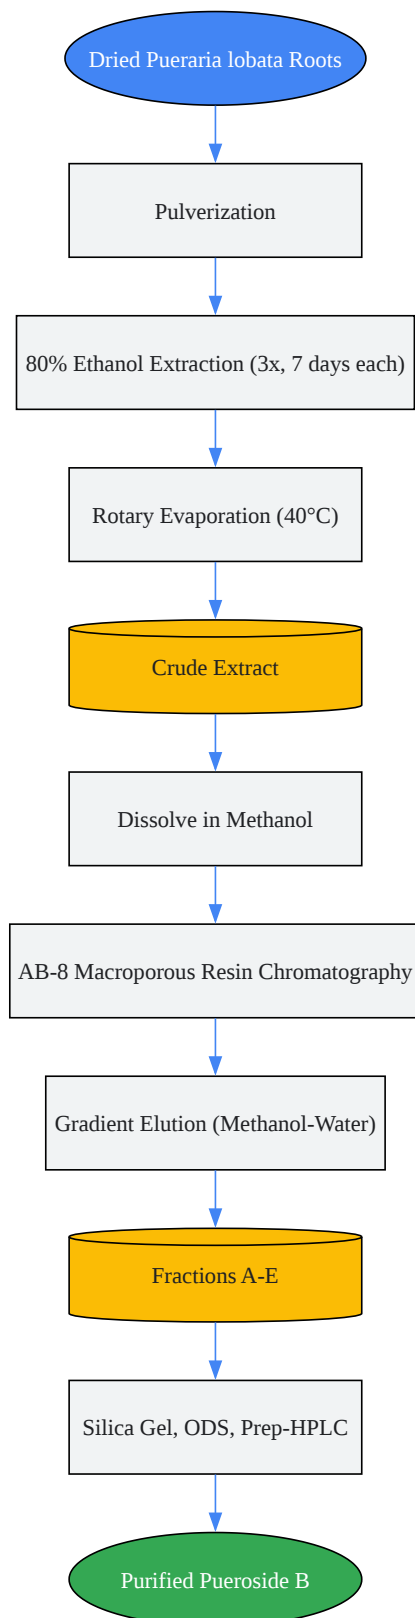 Dried Pueraria lobata Roots
Pulverization
80% Ethanol Extraction (3x, 7 days each)
Rotary Evaporation (40°C)
Crude Extract
Dissolve in Methanol
AB-8 Macroporous Resin Chromatography
Gradient Elution (Methanol-Water)
Fractions A-E
Silica Gel, ODS, Prep-HPLC
Purified Pueroside B